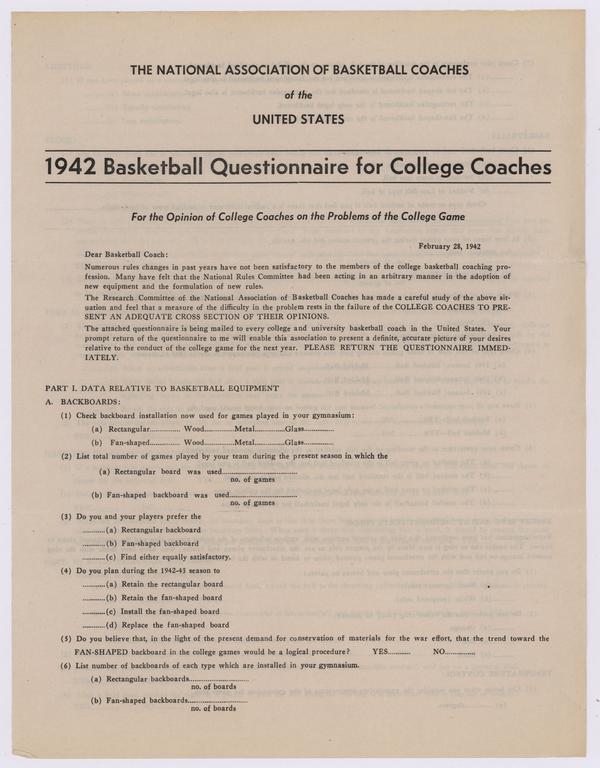 THE NATIONAL ASSOCIATION OF BASKETBALL COACHES
of the
UNITED STATES
1942 Basketball Questionnaire for College Coaches
For the Opinion of College Coaches on the Problems of the College Game
February 28, 1942
Dear Basketball Coach:
Numerous rules changes in past years have not been satisfactory to the members of the college basketball coaching pro-
fession. Many have felt that the National Rules Committee had been acting in an arbitrary manner in the adoption of
new equipment and the formulation of new rules.
The Research Committee of the National Association of Basketball Coaches has made a careful study of the above sit-
uation and feel that a measure of the difficulty in the problem rests in the failure of the COLLEGE COACHES TO PRE-
SENT AN ADEQUATE CROSS SECTION OF THEIR OPINIONS.
The attached questionnaire is being mailed to every college and university basketball coach in the United States. Your
prompt return of the questionnaire to me will enable this association to present a definite, accurate picture of your desires
relative to the conduct of the college game for the next year. PLEASE RETURN THE QUESTIONNAIRE IMMED-
IATELY.
PART I. DATA RELATIVE TO BASKETBALL EQUIPMENT
A. BACKBOARDS:
(1) Check backboard installation now used for games played in your gymnasium:
(a) Rectangular.............. Wood..............Metal..............Glass..............
(b) Fan-shaped.............. Wood..............Metal..............Glass..............
(2) List total number of games played by your team during the present season in which the
(a) Rectangular board was used..............................
no. of games
(b) Fan-shaped backboard was used..............................
no. of games
(3) Do you and your players prefer the
..........(a) Rectangular backboard
..........(b) Fan-shaped backboard
..........(c) Find either equally satisfactory.
(4) Do you plan during the 1942-43 season to
..........(a) Retain the rectangular board
..........(b) Retain the fan-shaped board
..........(c) Install the fan-shaped board
..........(d) Replace the fan-shaped board
(5) Do you believe that, in the light of the present demand for conservation of materials for the war effort, that the trend toward the
FAN-SHAPED backboard in the college games would be a logical procedure? YES.......... NO..............
(6) List number of backboards of each type which are installed in your gymnasium.
(a) Rectangular backboards..........................
no. of boards
(b) Fan-shaped backboards..........................
no. of boards